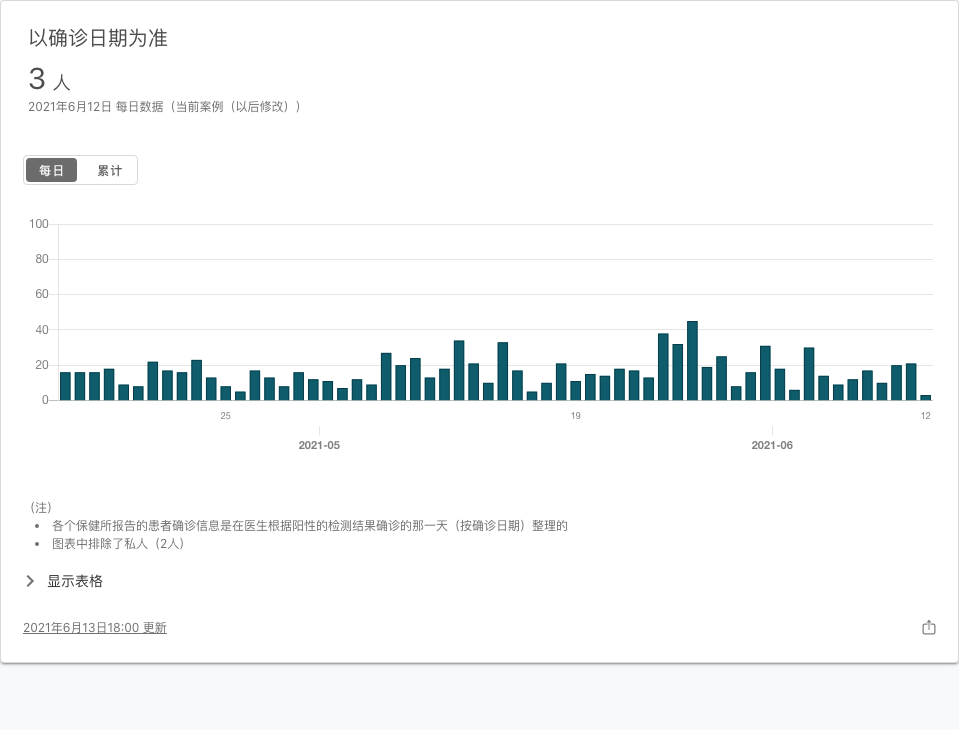 以确诊日期为准
3 人
2021年6月12日 每日数据（当前案例（以后修改））
每日 累计
100
80
60
40
20
0
25 19 12
2021-05 2021-06
（注）
• 各个保健所报告的患者确诊信息是在医生根据阳性的检测结果确诊的那一天（按确诊日期）整理的
• 图表中排除了私人（2人）
显示表格
2021年6月13日18:00 更新